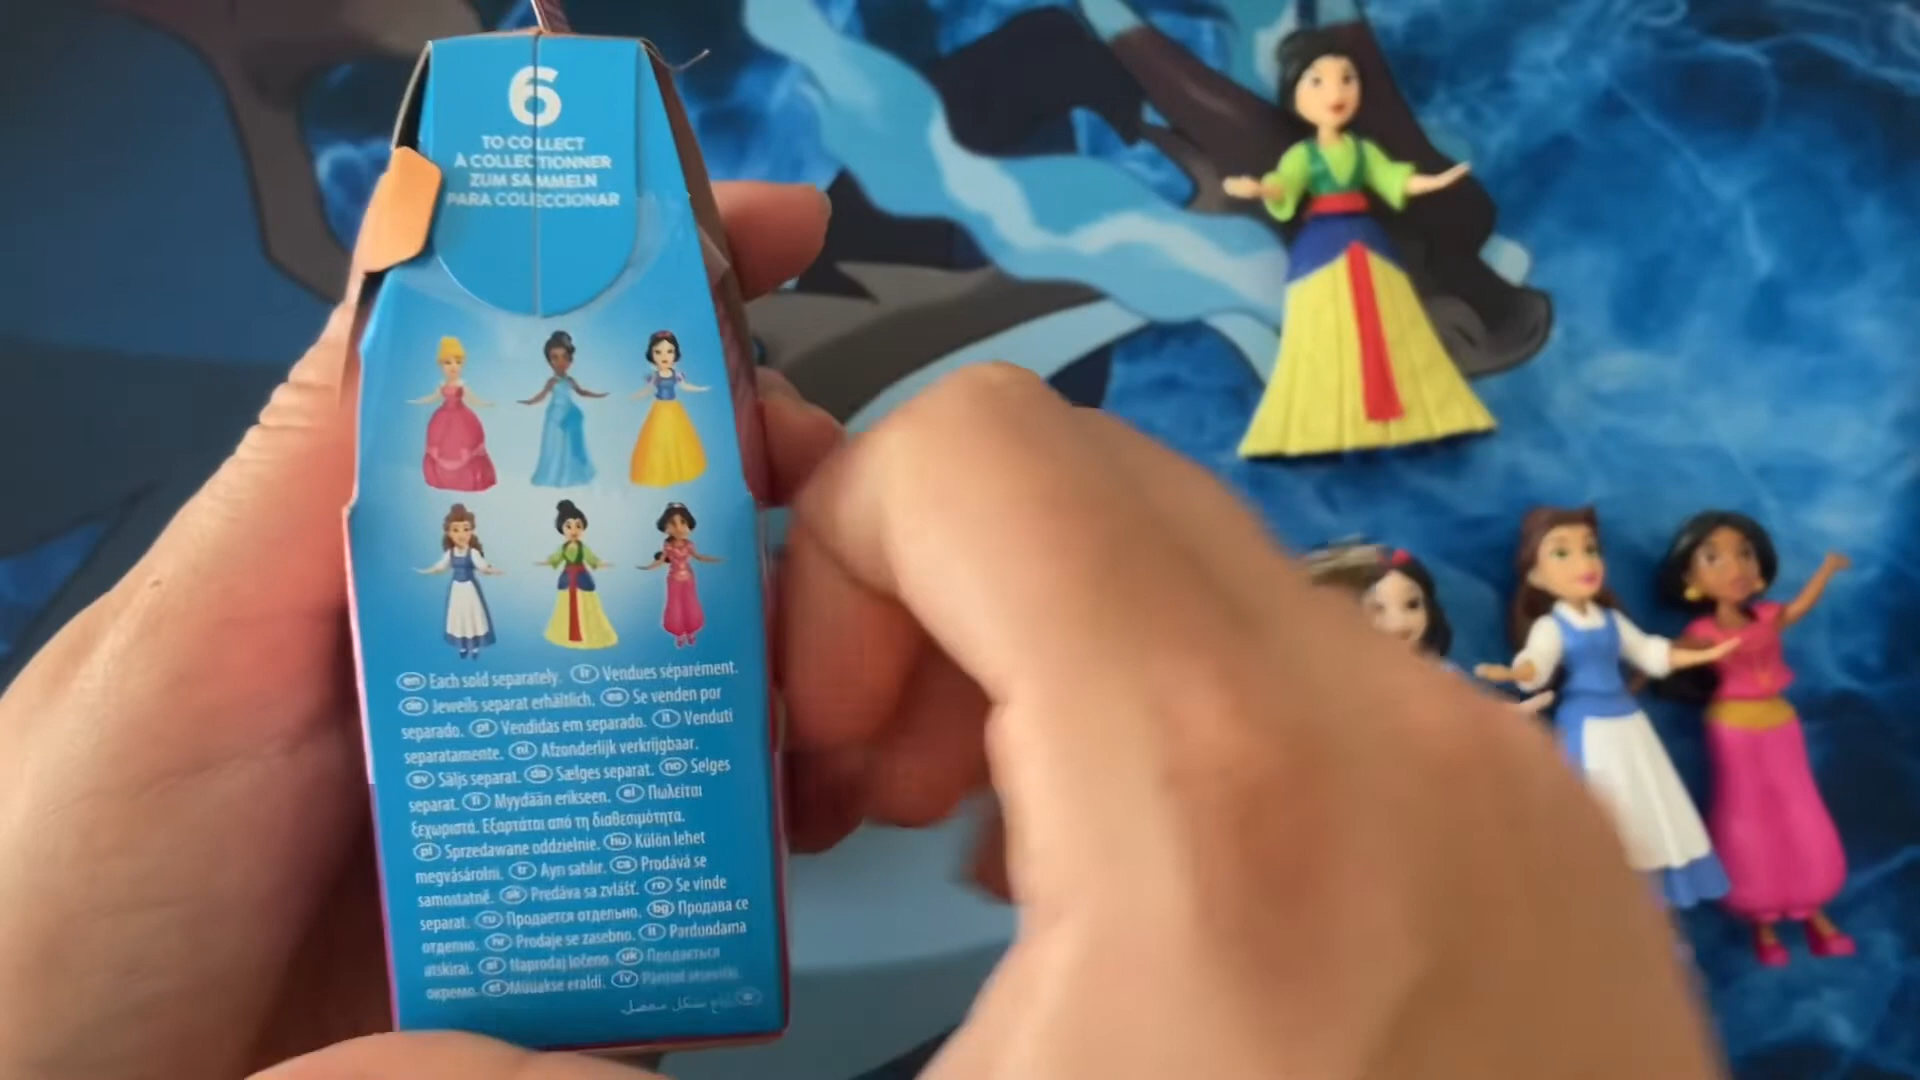 6
TO COLLECT
À COLLECTIONNER
ZUM SAMMELN
PARA COLECCIONAR
en Each sold separately. fr Vendues séparément.
de Jeweils separat erhältlich. es Se venden por
separado. pt Vendidas em separado. it Venduti
separatamente. nl Afzonderlijk verkrijgbaar.
sv Säljs separat. da Sælges separat. no Selges
separat. fi Myydään erikseen. el Πωλείται
ξεχωριστά. Εξαρτάται από τη διαθεσιμότητα.
pl Sprzedawane oddzielnie. hu Külön lehet
megvásárolni. tr Ayrı satılır. cs Prodává se
samostatně. sk Predáva sa zvlášť. ro Se vinde
separat. ru Продается отдельно. bg Продава се
отделно. hr Prodaje se zasebno. lt Parduodama
atskirai. sl Naprodaj ločeno. uk Продається
окремо. et Müüakse eraldi. lv